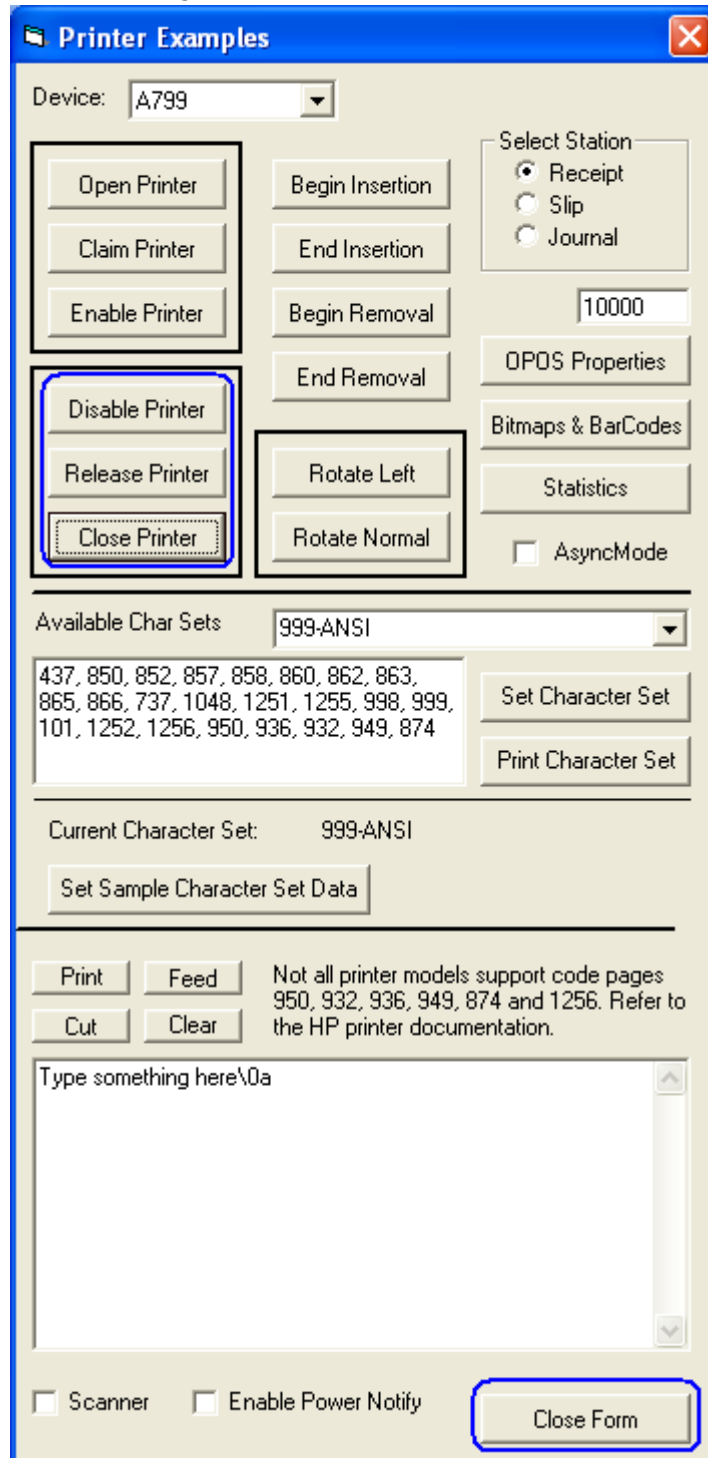 Printer Examples
Device: A799
Open Printer
Claim Printer
Enable Printer
Begin Insertion
End Insertion
Begin Removal
End Removal
Select Station
Receipt
Slip
Journal
10000
OPOS Properties
Bitmaps & BarCodes
Statistics
AsyncMode
Disable Printer
Release Printer
Close Printer
Rotate Left
Rotate Normal
Available Char Sets 999-ANSI
437, 850, 852, 857, 858, 860, 862, 863,
865, 866, 737, 1048, 1251, 1255, 998, 999,
101, 1252, 1256, 950, 936, 932, 949, 874
Set Character Set
Print Character Set
Current Character Set: 999-ANSI
Set Sample Character Set Data
Print Feed
Cut Clear
Not all printer models support code pages
950, 932, 936, 949, 874 and 1256. Refer to
the HP printer documentation.
Type something here\0a
Scanner Enable Power Notify Close Form